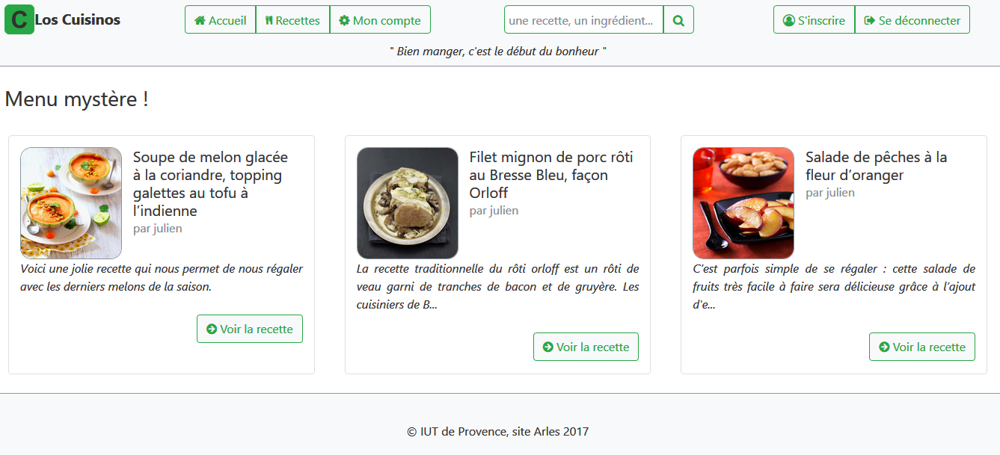 C Los Cuisinos
Accueil
Recettes
Mon compte
une recette, un ingrédient...
S'inscrire
Se déconnecter
" Bien manger, c'est le début du bonheur "
Menu mystère !
Soupe de melon glacée
à la coriandre, topping
galettes au tofu à
l’indienne
par julien
Voici une jolie recette qui nous permet de nous régaler
avec les derniers melons de la saison.
Voir la recette
Filet mignon de porc rôti
au Bresse Bleu, façon
Orloff
par julien
La recette traditionnelle du rôti orloff est un rôti de
veau garni de tranches de bacon et de gruyère. Les
cuisiniers de B...
Voir la recette
Salade de pêches à la
fleur d’oranger
par julien
C’est parfois simple de se régaler : cette salade de
fruits très facile à faire sera délicieuse grâce à l’ajout
d'e...
Voir la recette
© IUT de Provence, site Arles 2017